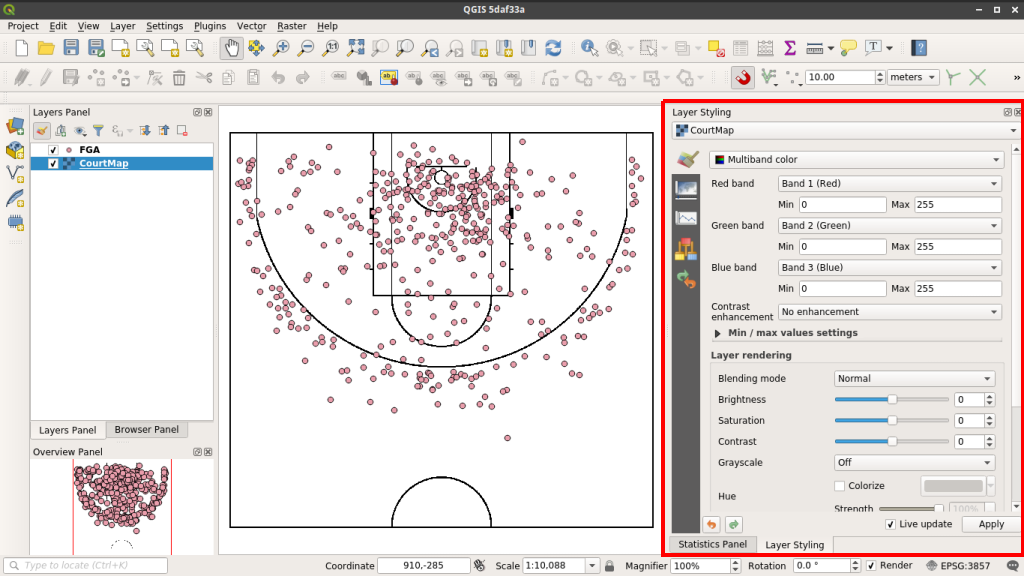 QGIS 5daf33a
Project Edit View Layer Settings Plugins Vector Raster Help
10.00 meters
Layers Panel
FGA
CourtMap
Layers Panel Browser Panel
Overview Panel
Layer Styling
CourtMap
Multiband color
Red band Band 1 (Red)
Min 0 Max 255
Green band Band 2 (Green)
Min 0 Max 255
Blue band Band 3 (Blue)
Min 0 Max 255
Contrast enhancement No enhancement
Min / max values settings
Layer rendering
Blending mode Normal
Brightness 0
Saturation 0
Contrast 0
Grayscale Off
Hue Colorize
Strength 100%
Live update Apply
Statistics Panel Layer Styling
Type to locate (Ctrl+K) Coordinate 910,-285 Scale 1:10,088 Magnifier 100% Rotation 0.0 ° Render EPSG:3857